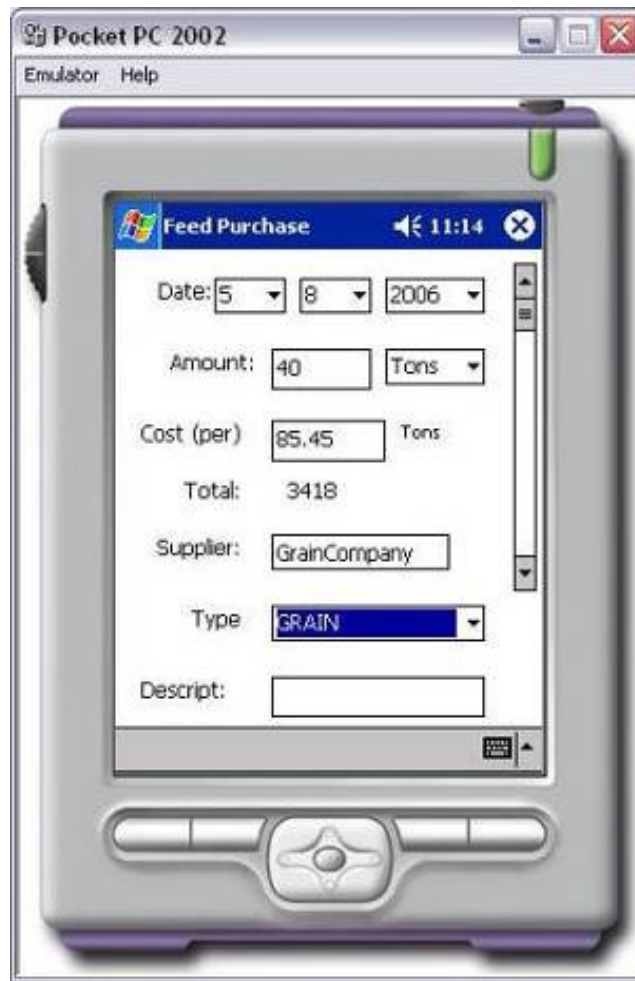 Pocket PC 2002
Emulator Help
Feed Purchase 11:14
Date: 5 8 2006
Amount: 40 Tons
Cost (per) 85.45 Tons
Total: 3418
Supplier: GrainCompany
Type GRAIN
Descript: